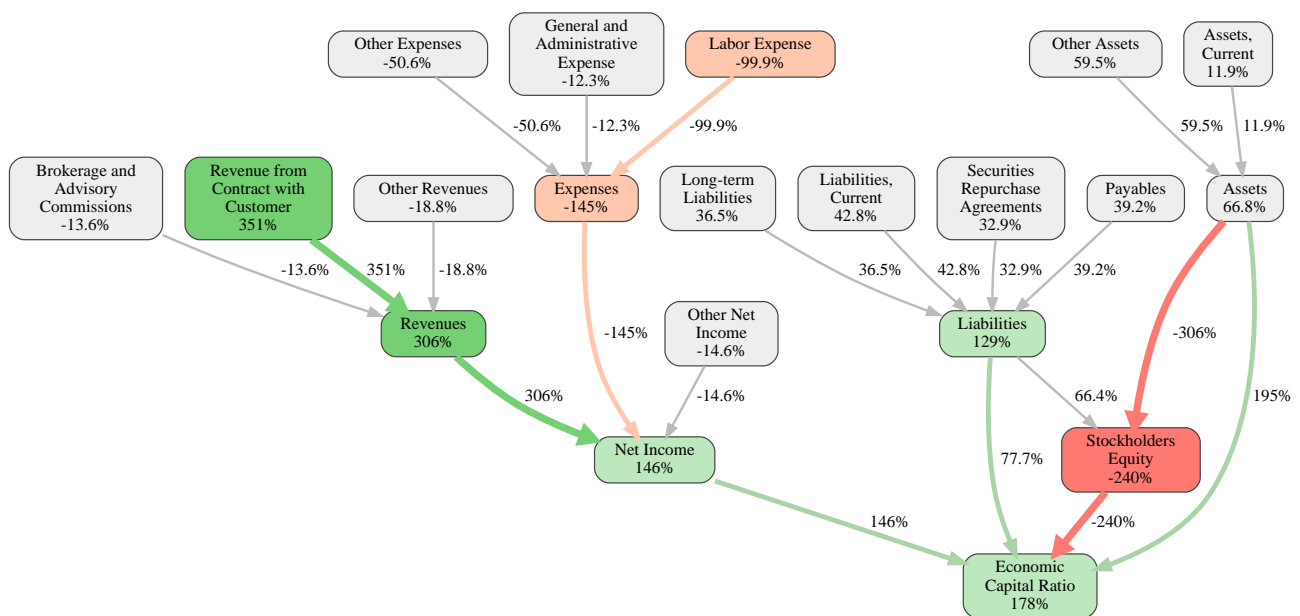 Other Expenses
-50.6%
General and
Administrative
Expense
-12.3%
Labor Expense
-99.9%
Other Assets
59.5%
Assets,
Current
11.9%
-50.6%
-12.3%
-99.9%
59.5%
11.9%
Brokerage and
Advisory
Commissions
-13.6%
Revenue from
Contract with
Customer
351%
Other Revenues
-18.8%
Expenses
-145%
Long-term
Liabilities
36.5%
Liabilities,
Current
42.8%
Securities
Repurchase
Agreements
32.9%
Payables
39.2%
Assets
66.8%
-13.6%
351%
-18.8%
36.5%
42.8%
32.9%
39.2%
Revenues
306%
-145%
Other Net
Income
-14.6%
Liabilities
129%
-306%
306%
-14.6%
66.4%
195%
Net Income
146%
77.7%
Stockholders
Equity
-240%
146%
-240%
Economic
Capital Ratio
178%